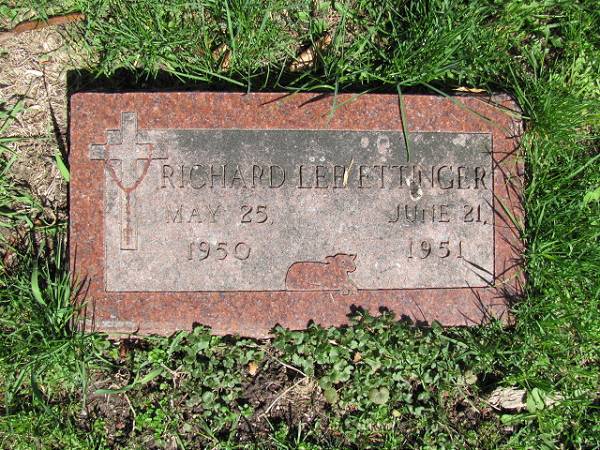 RICHARD LEE ETTINGER
MAY 25, JUNE 21,
1950 1951